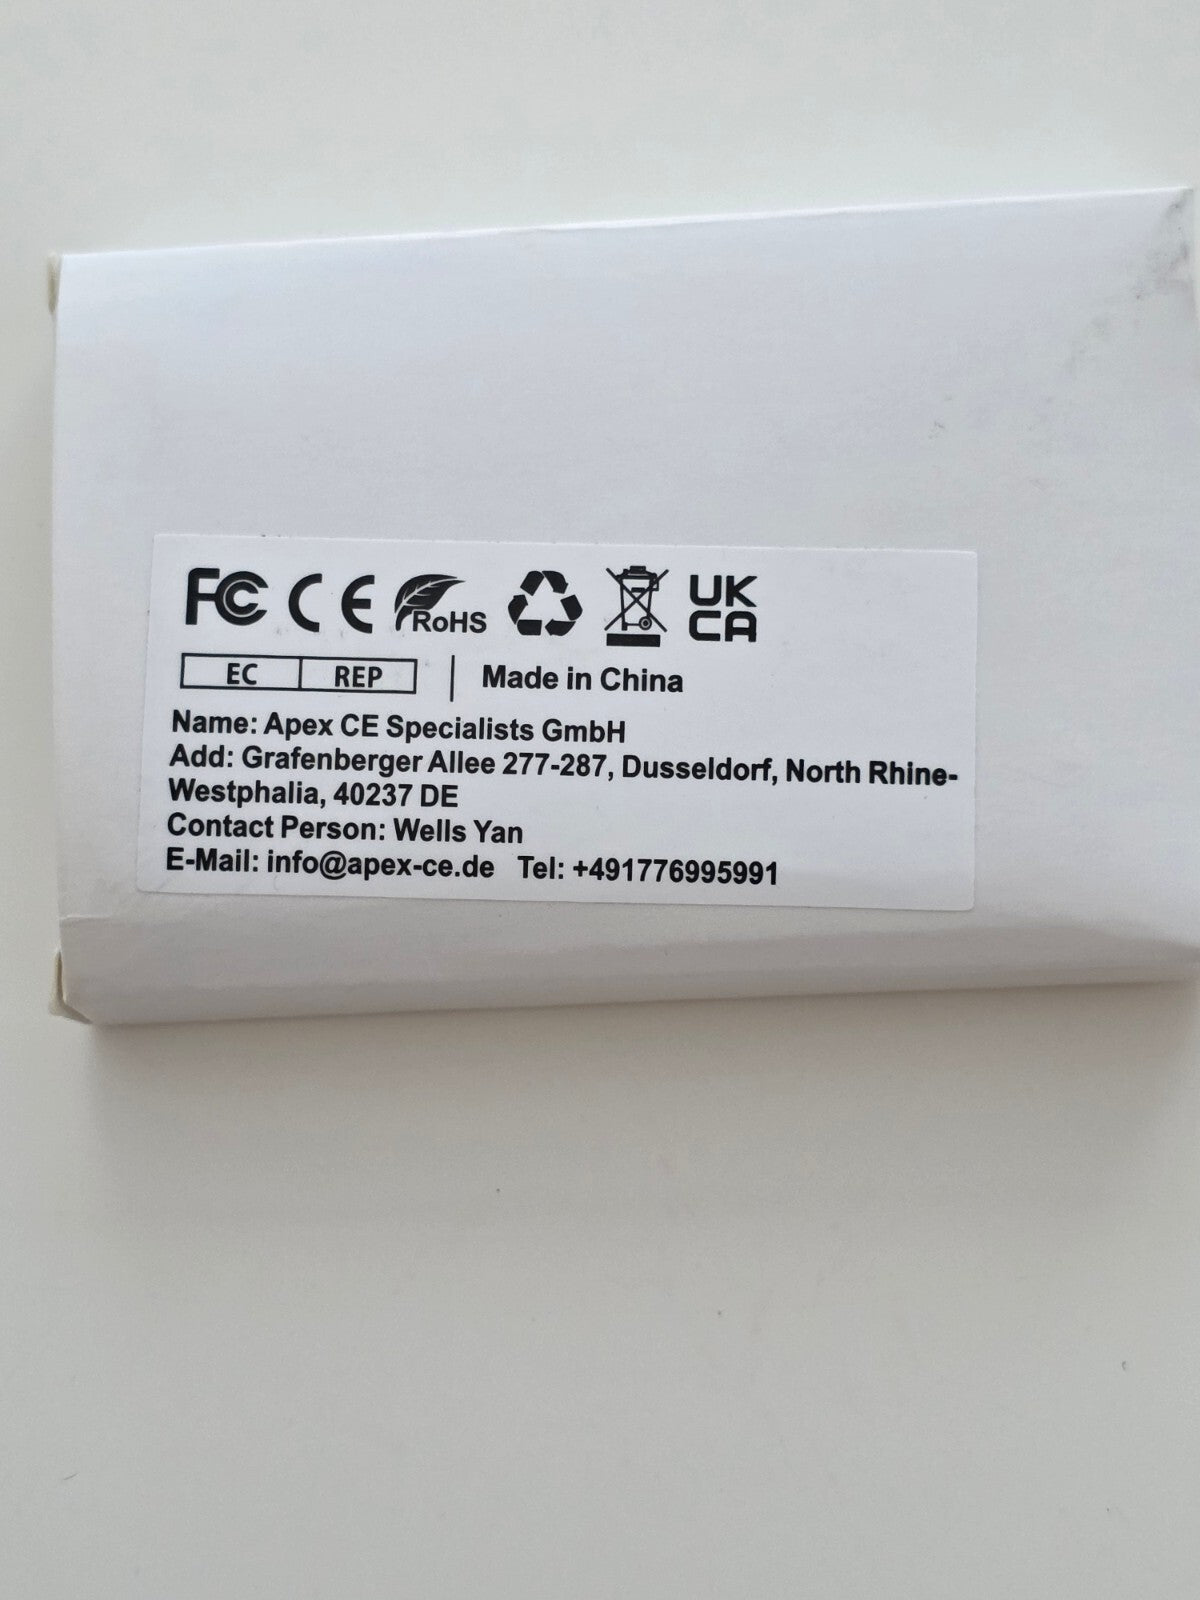 FC CE RoHS UK CA
EC REP Made in China
Name: Apex CE Specialists GmbH
Add: Grafenberger Allee 277-287, Dusseldorf, North Rhine-
Westphalia, 40237 DE
Contact Person: Wells Yan
E-Mail: info@apex-ce.de Tel: +491776995991